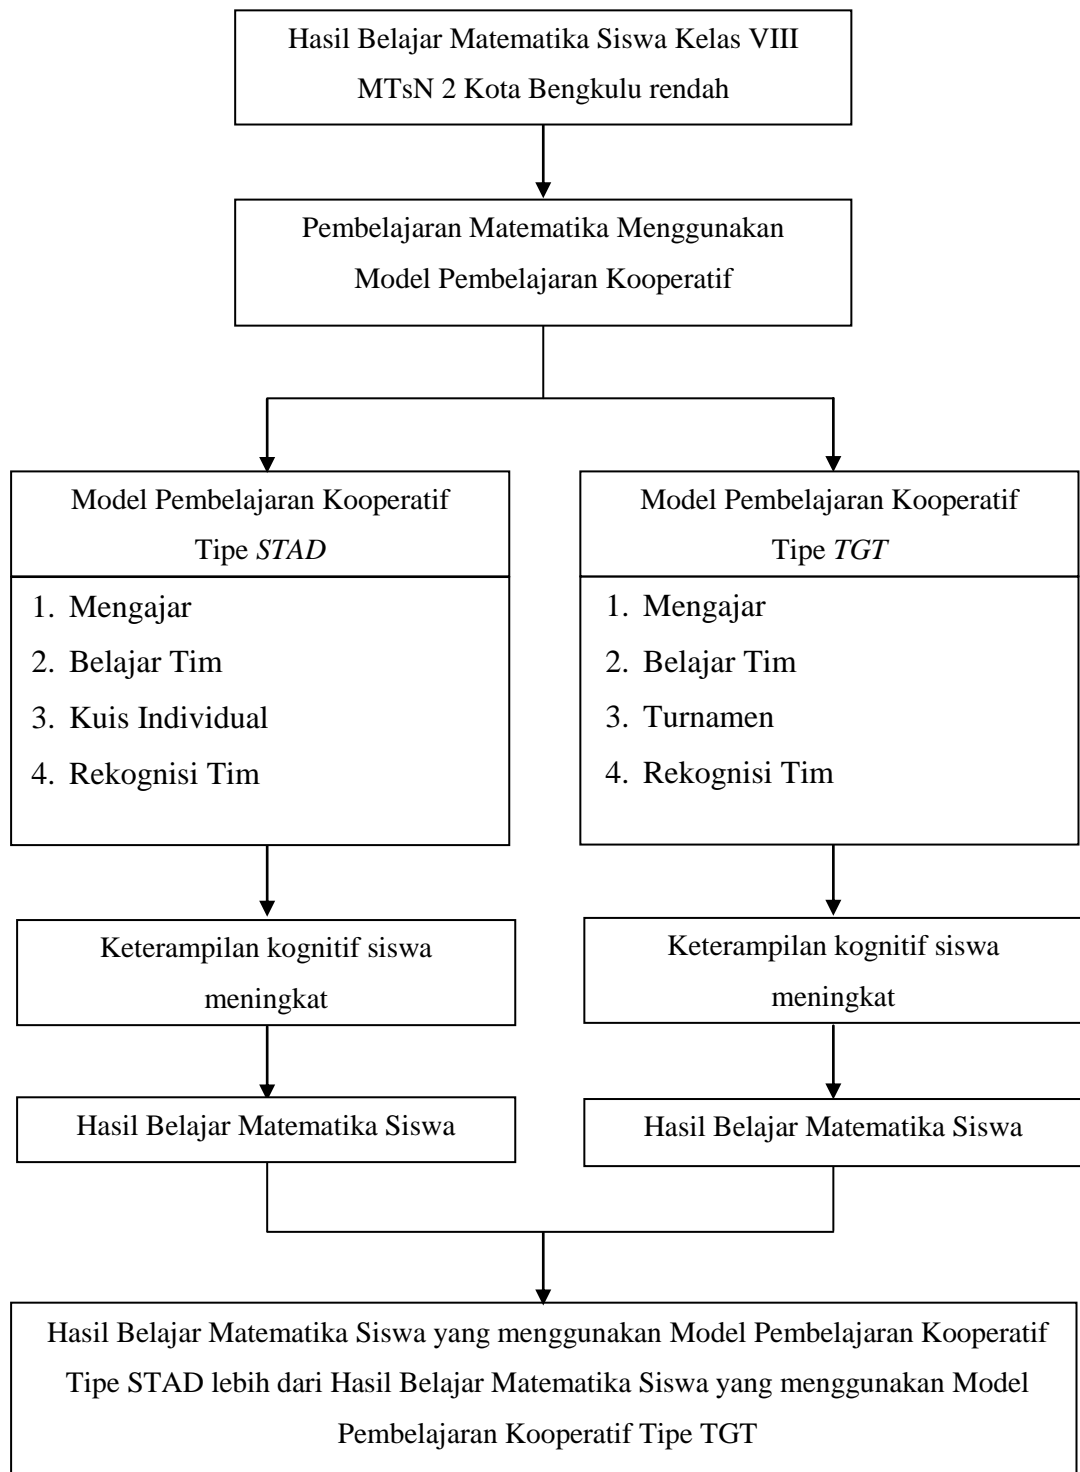 Hasil Belajar Matematika Siswa Kelas VIII
MTsN 2 Kota Bengkulu rendah
Pembelajaran Matematika Menggunakan
Model Pembelajaran Kooperatif
Model Pembelajaran Kooperatif
Tipe STAD
1. Mengajar
2. Belajar Tim
3. Kuis Individual
4. Rekognisi Tim
Model Pembelajaran Kooperatif
Tipe TGT
1. Mengajar
2. Belajar Tim
3. Turnamen
4. Rekognisi Tim
Keterampilan kognitif siswa
meningkat
Keterampilan kognitif siswa
meningkat
Hasil Belajar Matematika Siswa
Hasil Belajar Matematika Siswa
Hasil Belajar Matematika Siswa yang menggunakan Model Pembelajaran Kooperatif
Tipe STAD lebih dari Hasil Belajar Matematika Siswa yang menggunakan Model
Pembelajaran Kooperatif Tipe TGT